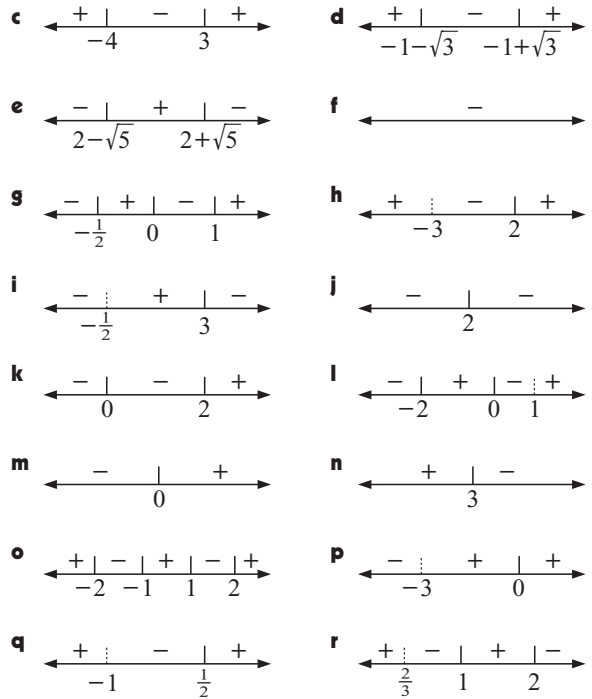 c + − + d + − +
−4 3 −1−√3 −1+√3
e − + − f −
2−√5 2+√5
g − + − + h + − +
−1/2 0 1 −3 2
i − + − j − −
−1/2 3 2
k − − + l − + − +
0 2 −2 0 1
m − + n + −
0 3
o + − + − + p − + +
−2 −1 1 2 −3 0
q + − + r + − + −
−1 1/2 2/3 1 2